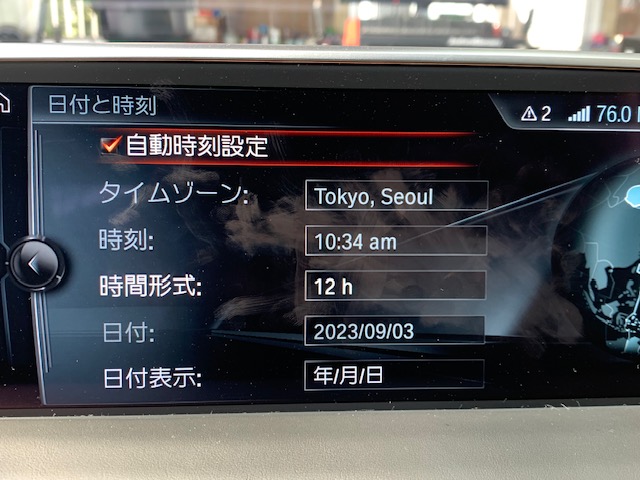 日付と時刻
2 76.0
自動時刻設定
タイムゾーン: Tokyo, Seoul
時刻: 10:34 am
時間形式: 12 h
日付: 2023/09/03
日付表示: 年/月/日